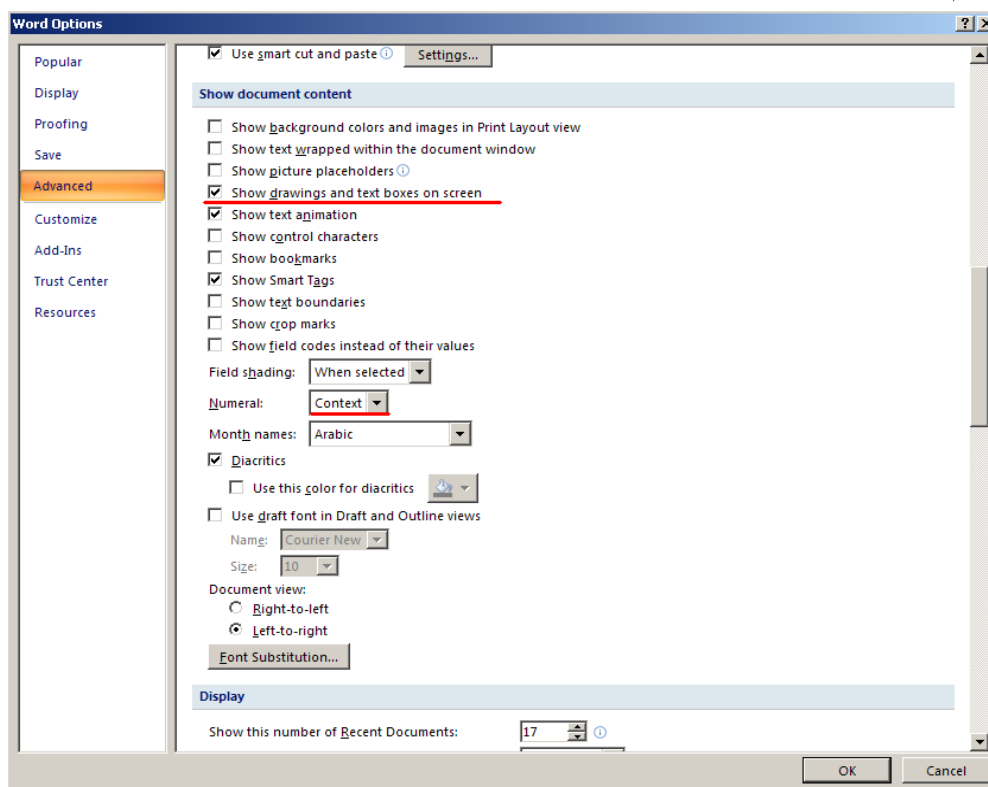 Word Options
Popular
Display
Proofing
Save
Advanced
Customize
Add-Ins
Trust Center
Resources
Use smart cut and paste Settings...
Show document content
Show background colors and images in Print Layout view
Show text wrapped within the document window
Show picture placeholders
Show drawings and text boxes on screen
Show text animation
Show control characters
Show bookmarks
Show Smart Tags
Show text boundaries
Show crop marks
Show field codes instead of their values
Field shading: When selected
Numeral: Context
Month names: Arabic
Diacritics
Use this color for diacritics
Use draft font in Draft and Outline views
Name: Courier New
Size: 10
Document view:
Right-to-left
Left-to-right
Font Substitution...
Display
Show this number of Recent Documents: 17
OK Cancel